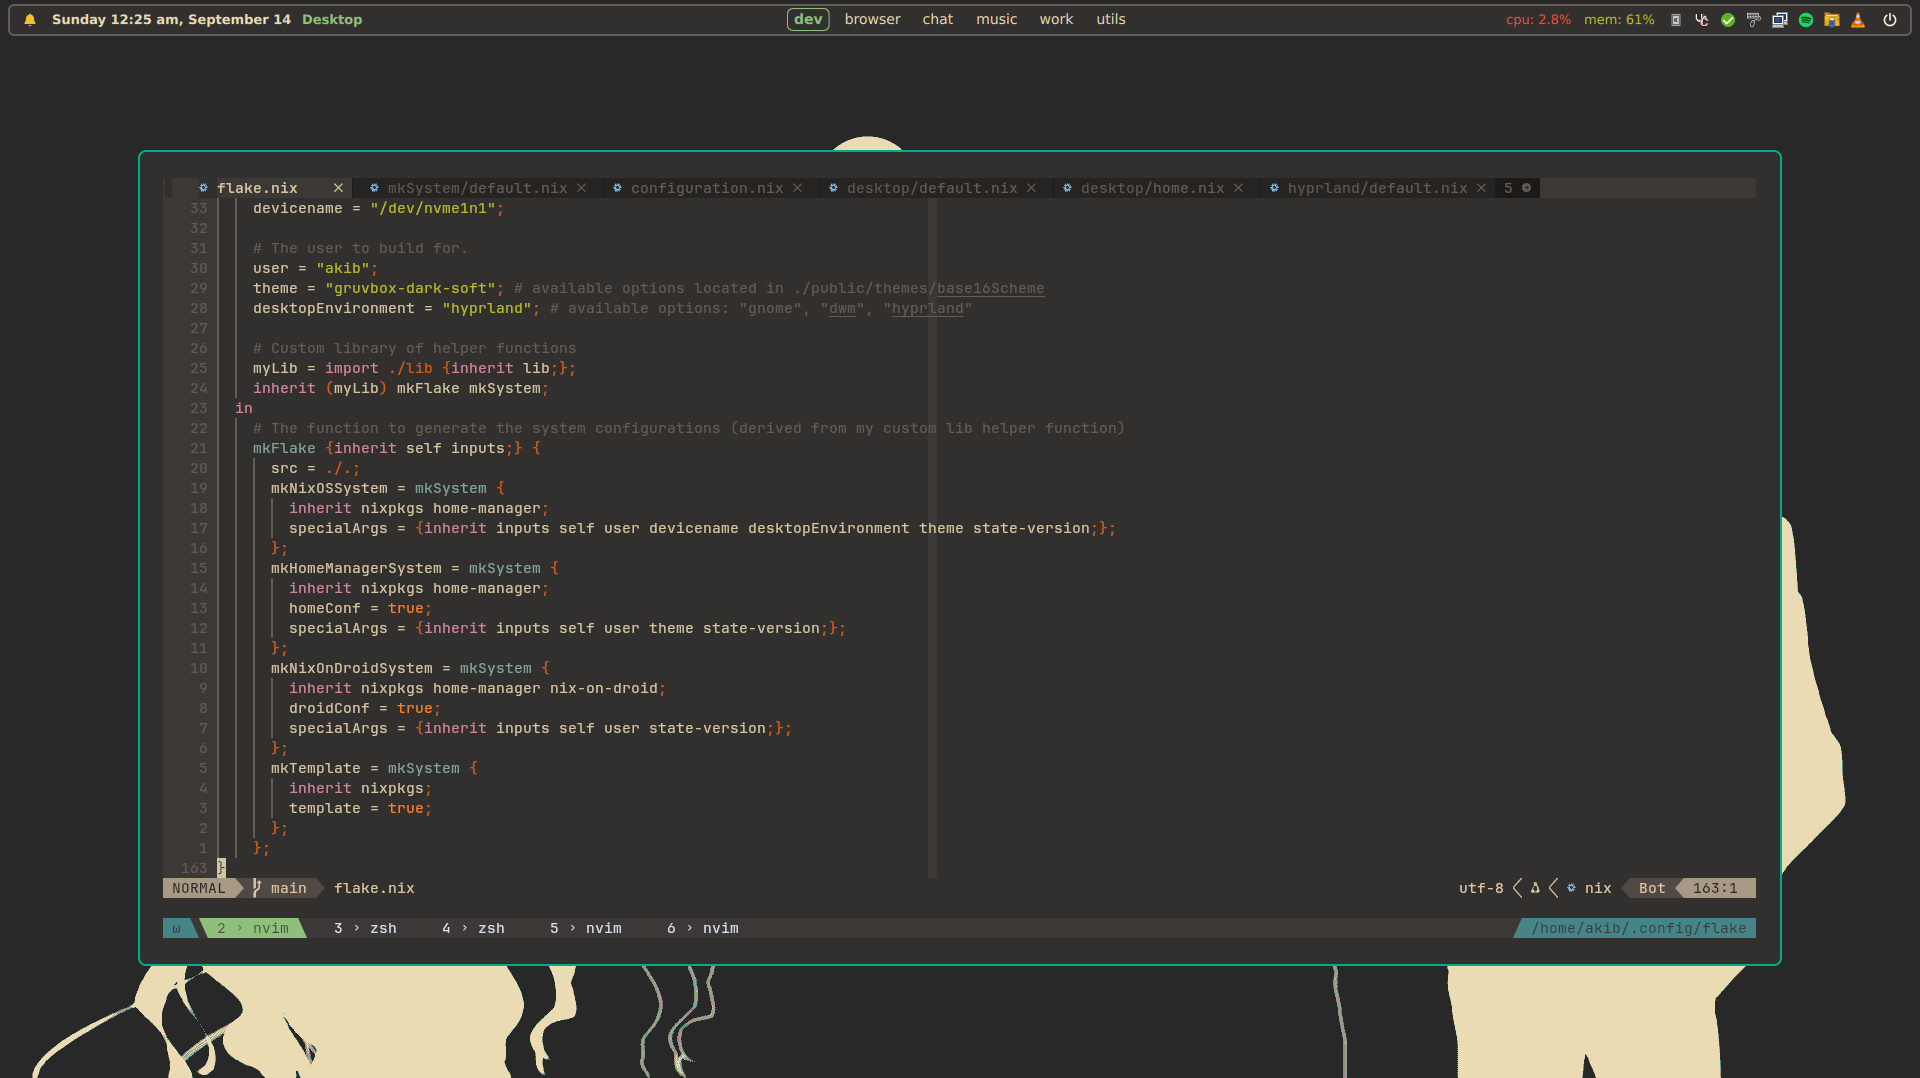 Sunday 12:25 am, September 14 Desktop dev browser chat music work utils cpu: 2.8% mem: 61%
flake.nix mkSystem/default.nix configuration.nix desktop/default.nix desktop/home.nix hyprland/default.nix 5
33 devicename = "/dev/nvme1n1";
32
31 # The user to build for.
30 user = "akib";
29 theme = "gruvbox-dark-soft"; # available options located in ./public/themes/base16Scheme
28 desktopEnvironment = "hyprland"; # available options: "gnome", "dwm", "hyprland"
27
26 # Custom library of helper functions
25 myLib = import ./lib {inherit lib;};
24 inherit (myLib) mkFlake mkSystem;
23 in
22 # The function to generate the system configurations (derived from my custom lib helper function)
21 mkFlake {inherit self inputs;} {
20 src = ./.;
19 mkNixOSSystem = mkSystem {
18 inherit nixpkgs home-manager;
17 specialArgs = {inherit inputs self user devicename desktopEnvironment theme state-version;};
16 };
15 mkHomeManagerSystem = mkSystem {
14 inherit nixpkgs home-manager;
13 homeConf = true;
12 specialArgs = {inherit inputs self user theme state-version;};
11 };
10 mkNixOnDroidSystem = mkSystem {
9 inherit nixpkgs home-manager nix-on-droid;
8 droidConf = true;
7 specialArgs = {inherit inputs self user state-version;};
6 };
5 mkTemplate = mkSystem {
4 inherit nixpkgs;
3 template = true;
2 };
1 };
163 }
NORMAL main flake.nix utf-8 nix Bot 163:1
ω 2 › nvim 3 › zsh 4 › zsh 5 › nvim 6 › nvim /home/akib/.config/flake